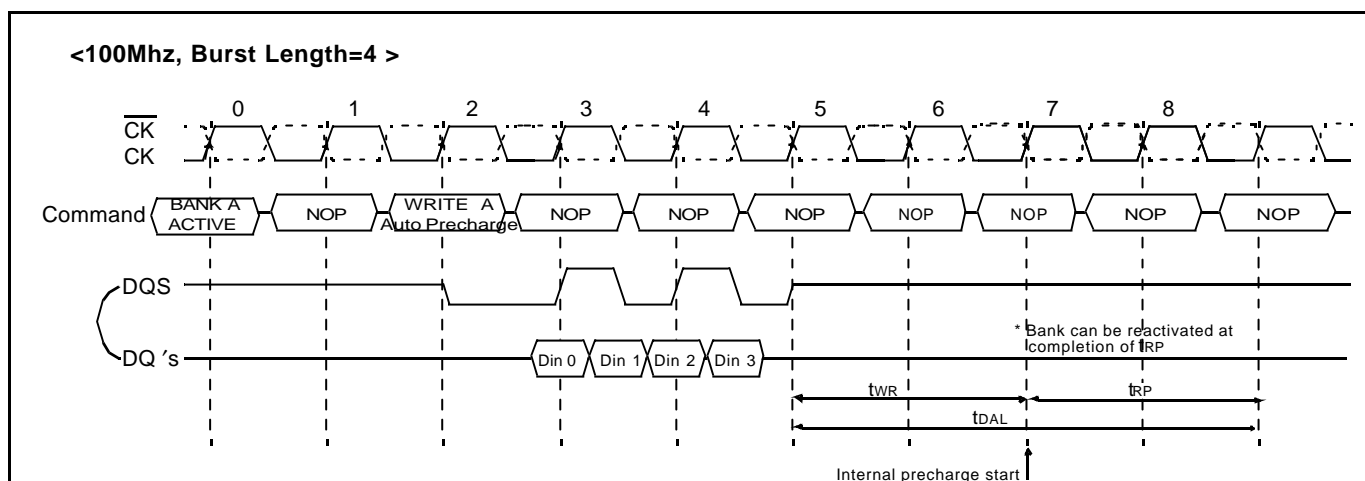 <100Mhz, Burst Length=4 >
0 1 2 3 4 5 6 7 8
CK
CK
Command
BANK A
ACTIVE
NOP
WRITE A
Auto Precharge
NOP
NOP
NOP
NOP
NOP
NOP
NOP
DQS
* Bank can be reactivated at
completion of tRP
DQ 's
Din 0 Din 1 Din 2 Din 3
tWR
tRP
tDAL
Internal precharge start